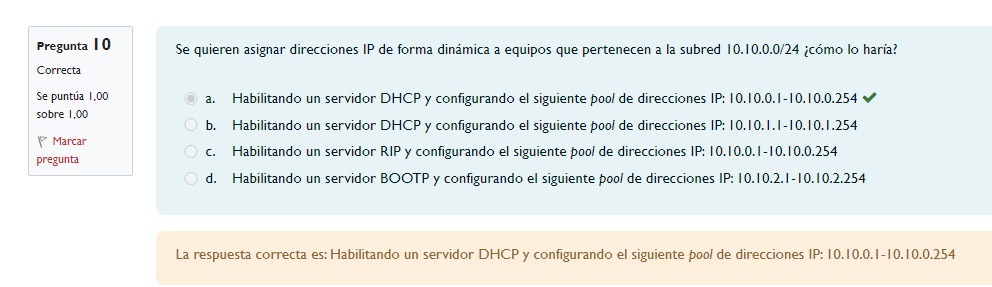 Pregunta 10
Correcta
Se puntúa 1,00
sobre 1,00
Marcar
pregunta
Se quieren asignar direcciones IP de forma dinámica a equipos que pertenecen a la subred 10.10.0.0/24 ¿cómo lo haría?
a. Habilitando un servidor DHCP y configurando el siguiente pool de direcciones IP: 10.10.0.1-10.10.0.254
b. Habilitando un servidor DHCP y configurando el siguiente pool de direcciones IP: 10.10.1.1-10.10.1.254
c. Habilitando un servidor RIP y configurando el siguiente pool de direcciones IP: 10.10.0.1-10.10.0.254
d. Habilitando un servidor BOOTP y configurando el siguiente pool de direcciones IP: 10.10.2.1-10.10.2.254
La respuesta correcta es: Habilitando un servidor DHCP y configurando el siguiente pool de direcciones IP: 10.10.0.1-10.10.0.254